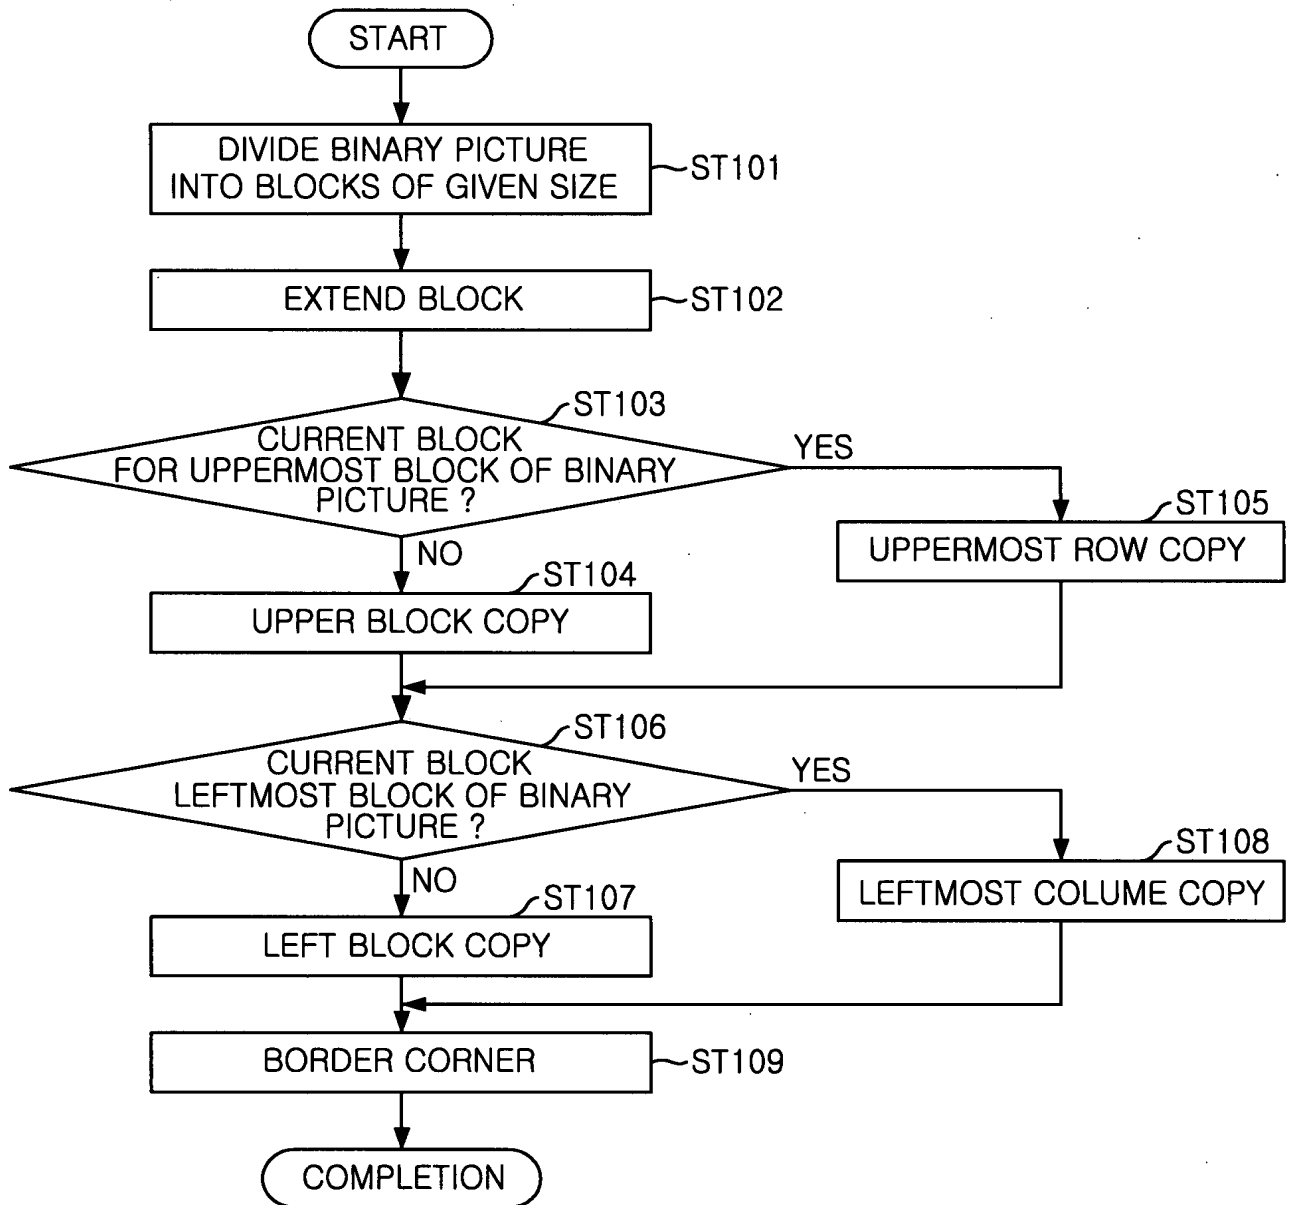 START
DIVIDE BINARY PICTURE
INTO BLOCKS OF GIVEN SIZE
ST101
EXTEND BLOCK
ST102
ST103
CURRENT BLOCK
FOR UPPERMOST BLOCK OF BINARY
PICTURE ?
YES
NO
ST105
UPPERMOST ROW COPY
ST104
UPPER BLOCK COPY
ST106
CURRENT BLOCK
LEFTMOST BLOCK OF BINARY
PICTURE ?
YES
NO
ST108
LEFTMOST COLUME COPY
ST107
LEFT BLOCK COPY
BORDER CORNER
ST109
COMPLETION